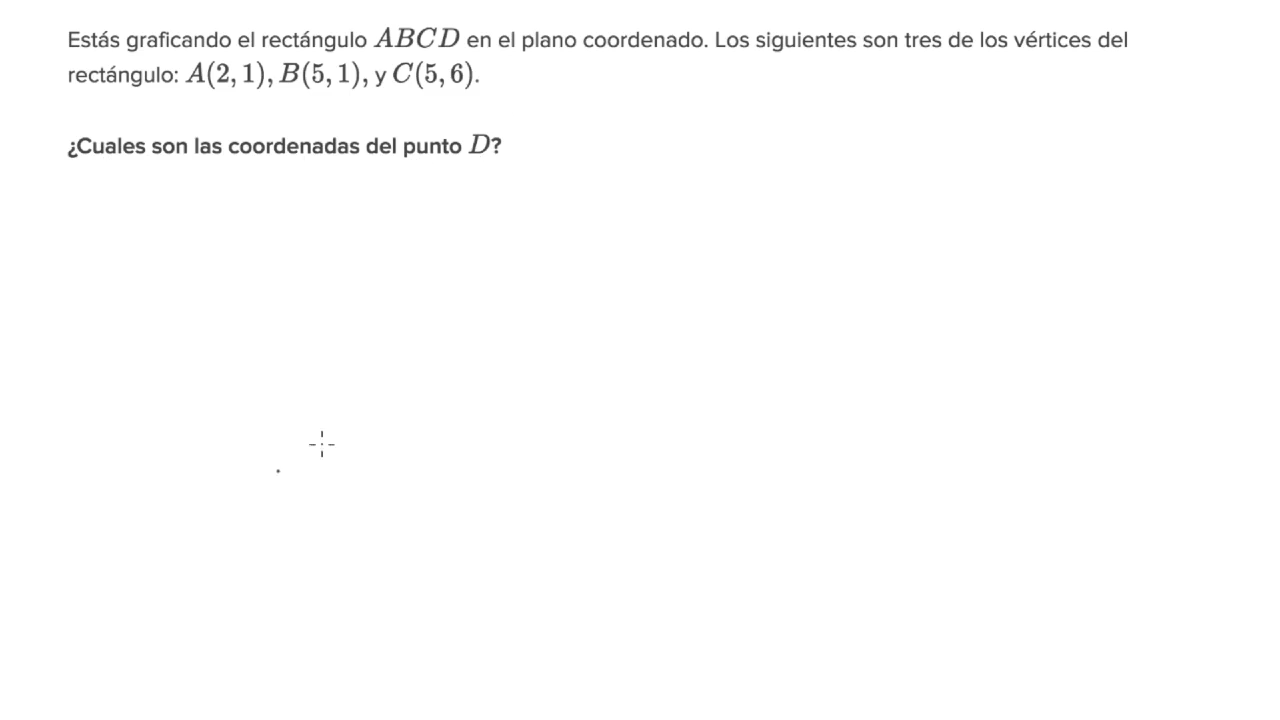 Estás graficando el rectángulo ABCD en el plano coordenado. Los siguientes son tres de los vértices del
rectángulo: A(2, 1), B(5, 1), y C(5, 6).
¿Cuales son las coordenadas del punto D?